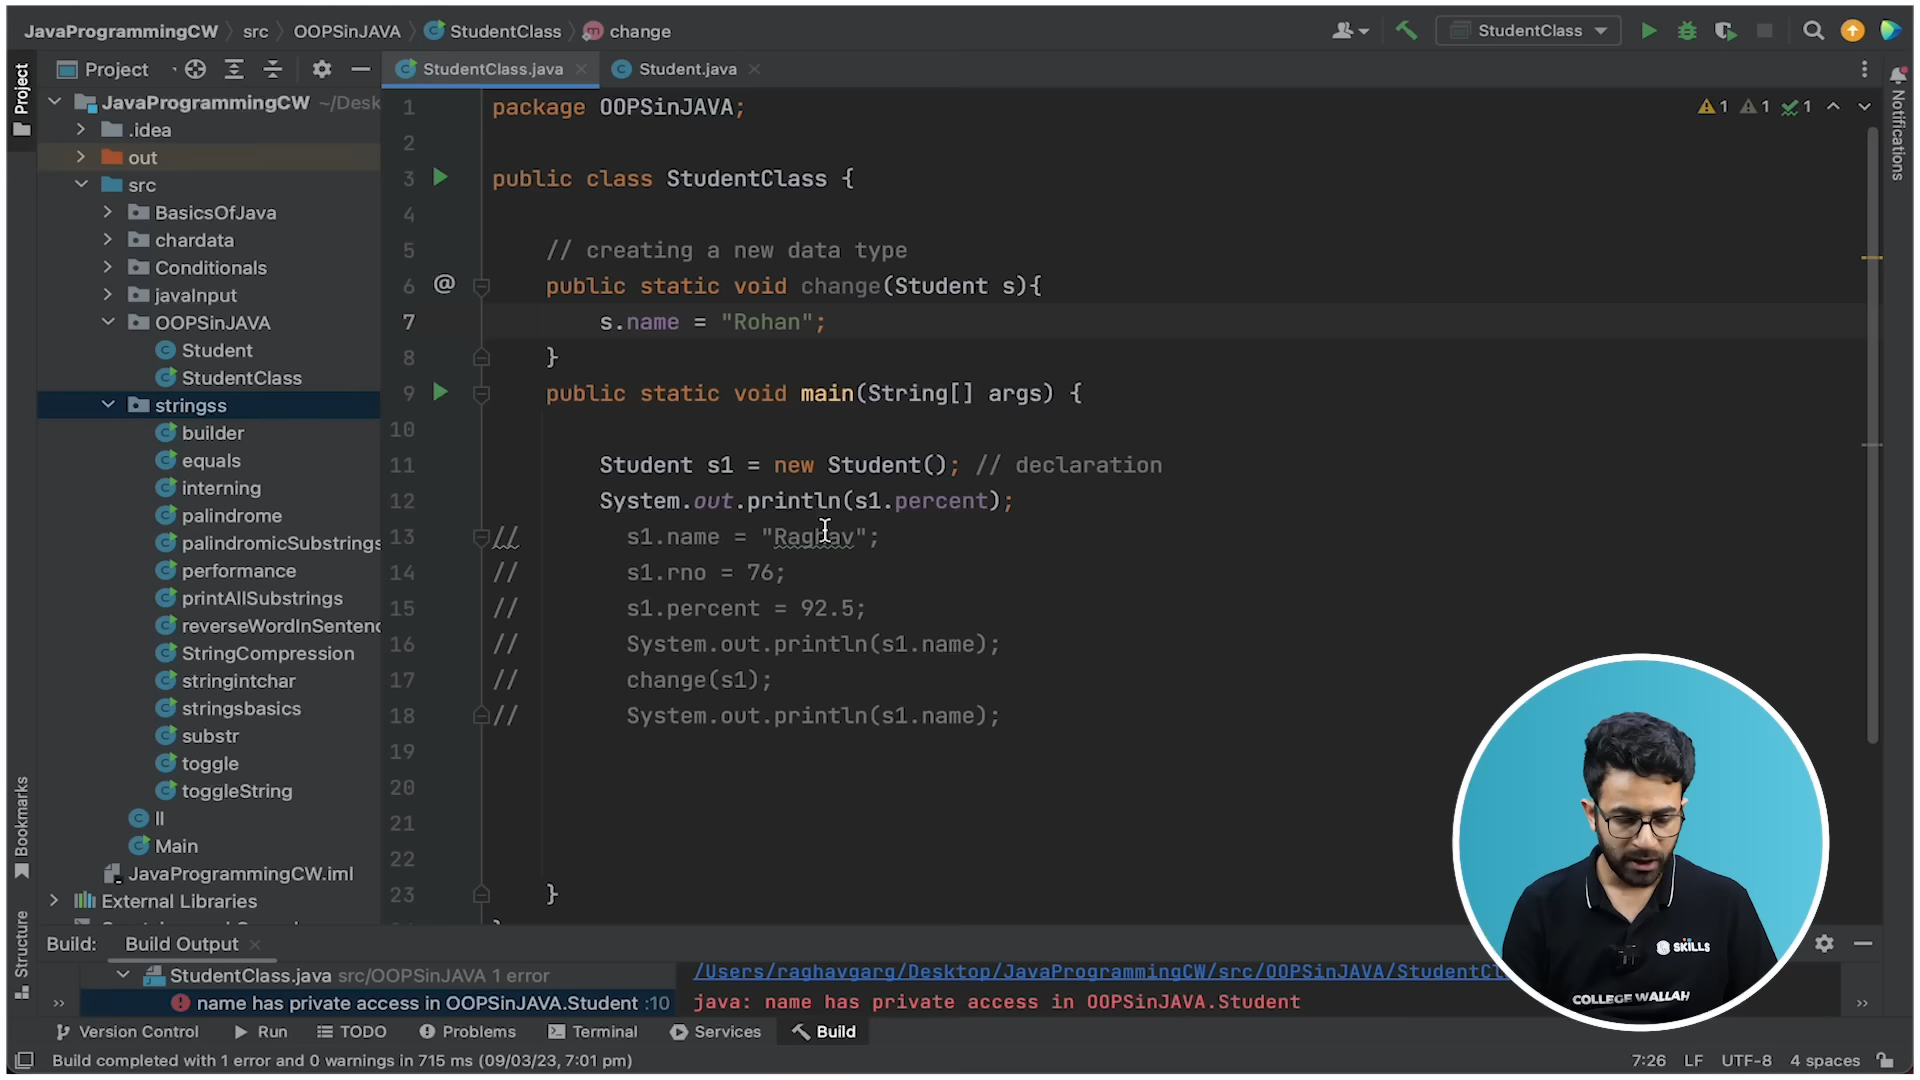 JavaProgrammingCW src OOPSinJAVA StudentClass change
StudentClass
Project
Project
StudentClass.java
Student.java
JavaProgrammingCW ~/Desk
.idea
out
src
BasicsOfJava
chardata
Conditionals
javaInput
OOPSinJAVA
Student
StudentClass
stringss
builder
equals
interning
palindrome
palindromicSubstrings
performance
printAllSubstrings
reverseWordInSentenc
StringCompression
stringintchar
stringsbasics
substr
toggle
toggleString
ll
Main
JavaProgrammingCW.iml
External Libraries
1 package OOPSinJAVA;
2
3 public class StudentClass {
4
5 // creating a new data type
6 @ public static void change(Student s){
7 s.name = "Rohan";
8 }
9 public static void main(String[] args) {
10
11 Student s1 = new Student(); // declaration
12 System.out.println(s1.percent);
13 // s1.name = "Raghav";
14 // s1.rno = 76;
15 // s1.percent = 92.5;
16 // System.out.println(s1.name);
17 // change(s1);
18 // System.out.println(s1.name);
19
20
21
22
23 }
1 1 1
Notifications
Bookmarks
Structure
SKILLS
COLLEGE WALLAH
Build: Build Output
StudentClass.java src/OOPSinJAVA 1 error
name has private access in OOPSinJAVA.Student :10
/Users/raghavgarg/Desktop/JavaProgrammingCW/src/OOPSinJAVA/StudentCl
java: name has private access in OOPSinJAVA.Student
Version Control Run TODO Problems Terminal Services Build
Build completed with 1 error and 0 warnings in 715 ms (09/03/23, 7:01 pm)
7:26 LF UTF-8 4 spaces